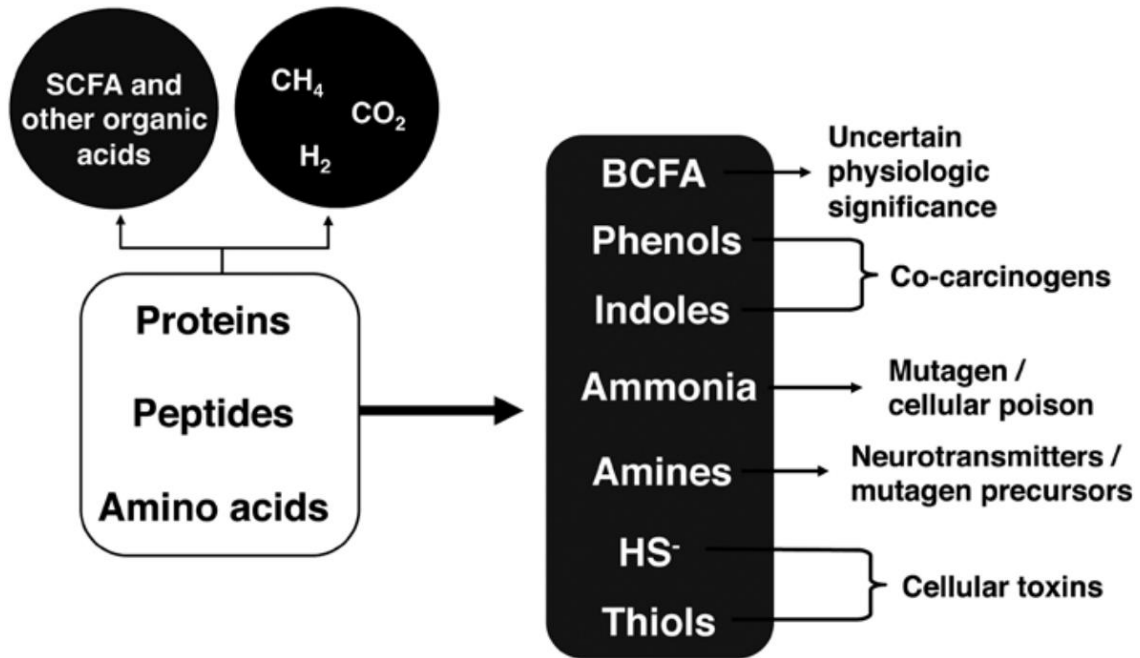 SCFA and
other organic
acids
CH₄
CO₂
H₂
Proteins
Peptides
Amino acids
BCFA
Phenols
Indoles
Ammonia
Amines
HS⁻
Thiols
Uncertain
physiologic
significance
Co-carcinogens
Mutagen /
cellular poison
Neurotransmitters /
mutagen precursors
Cellular toxins